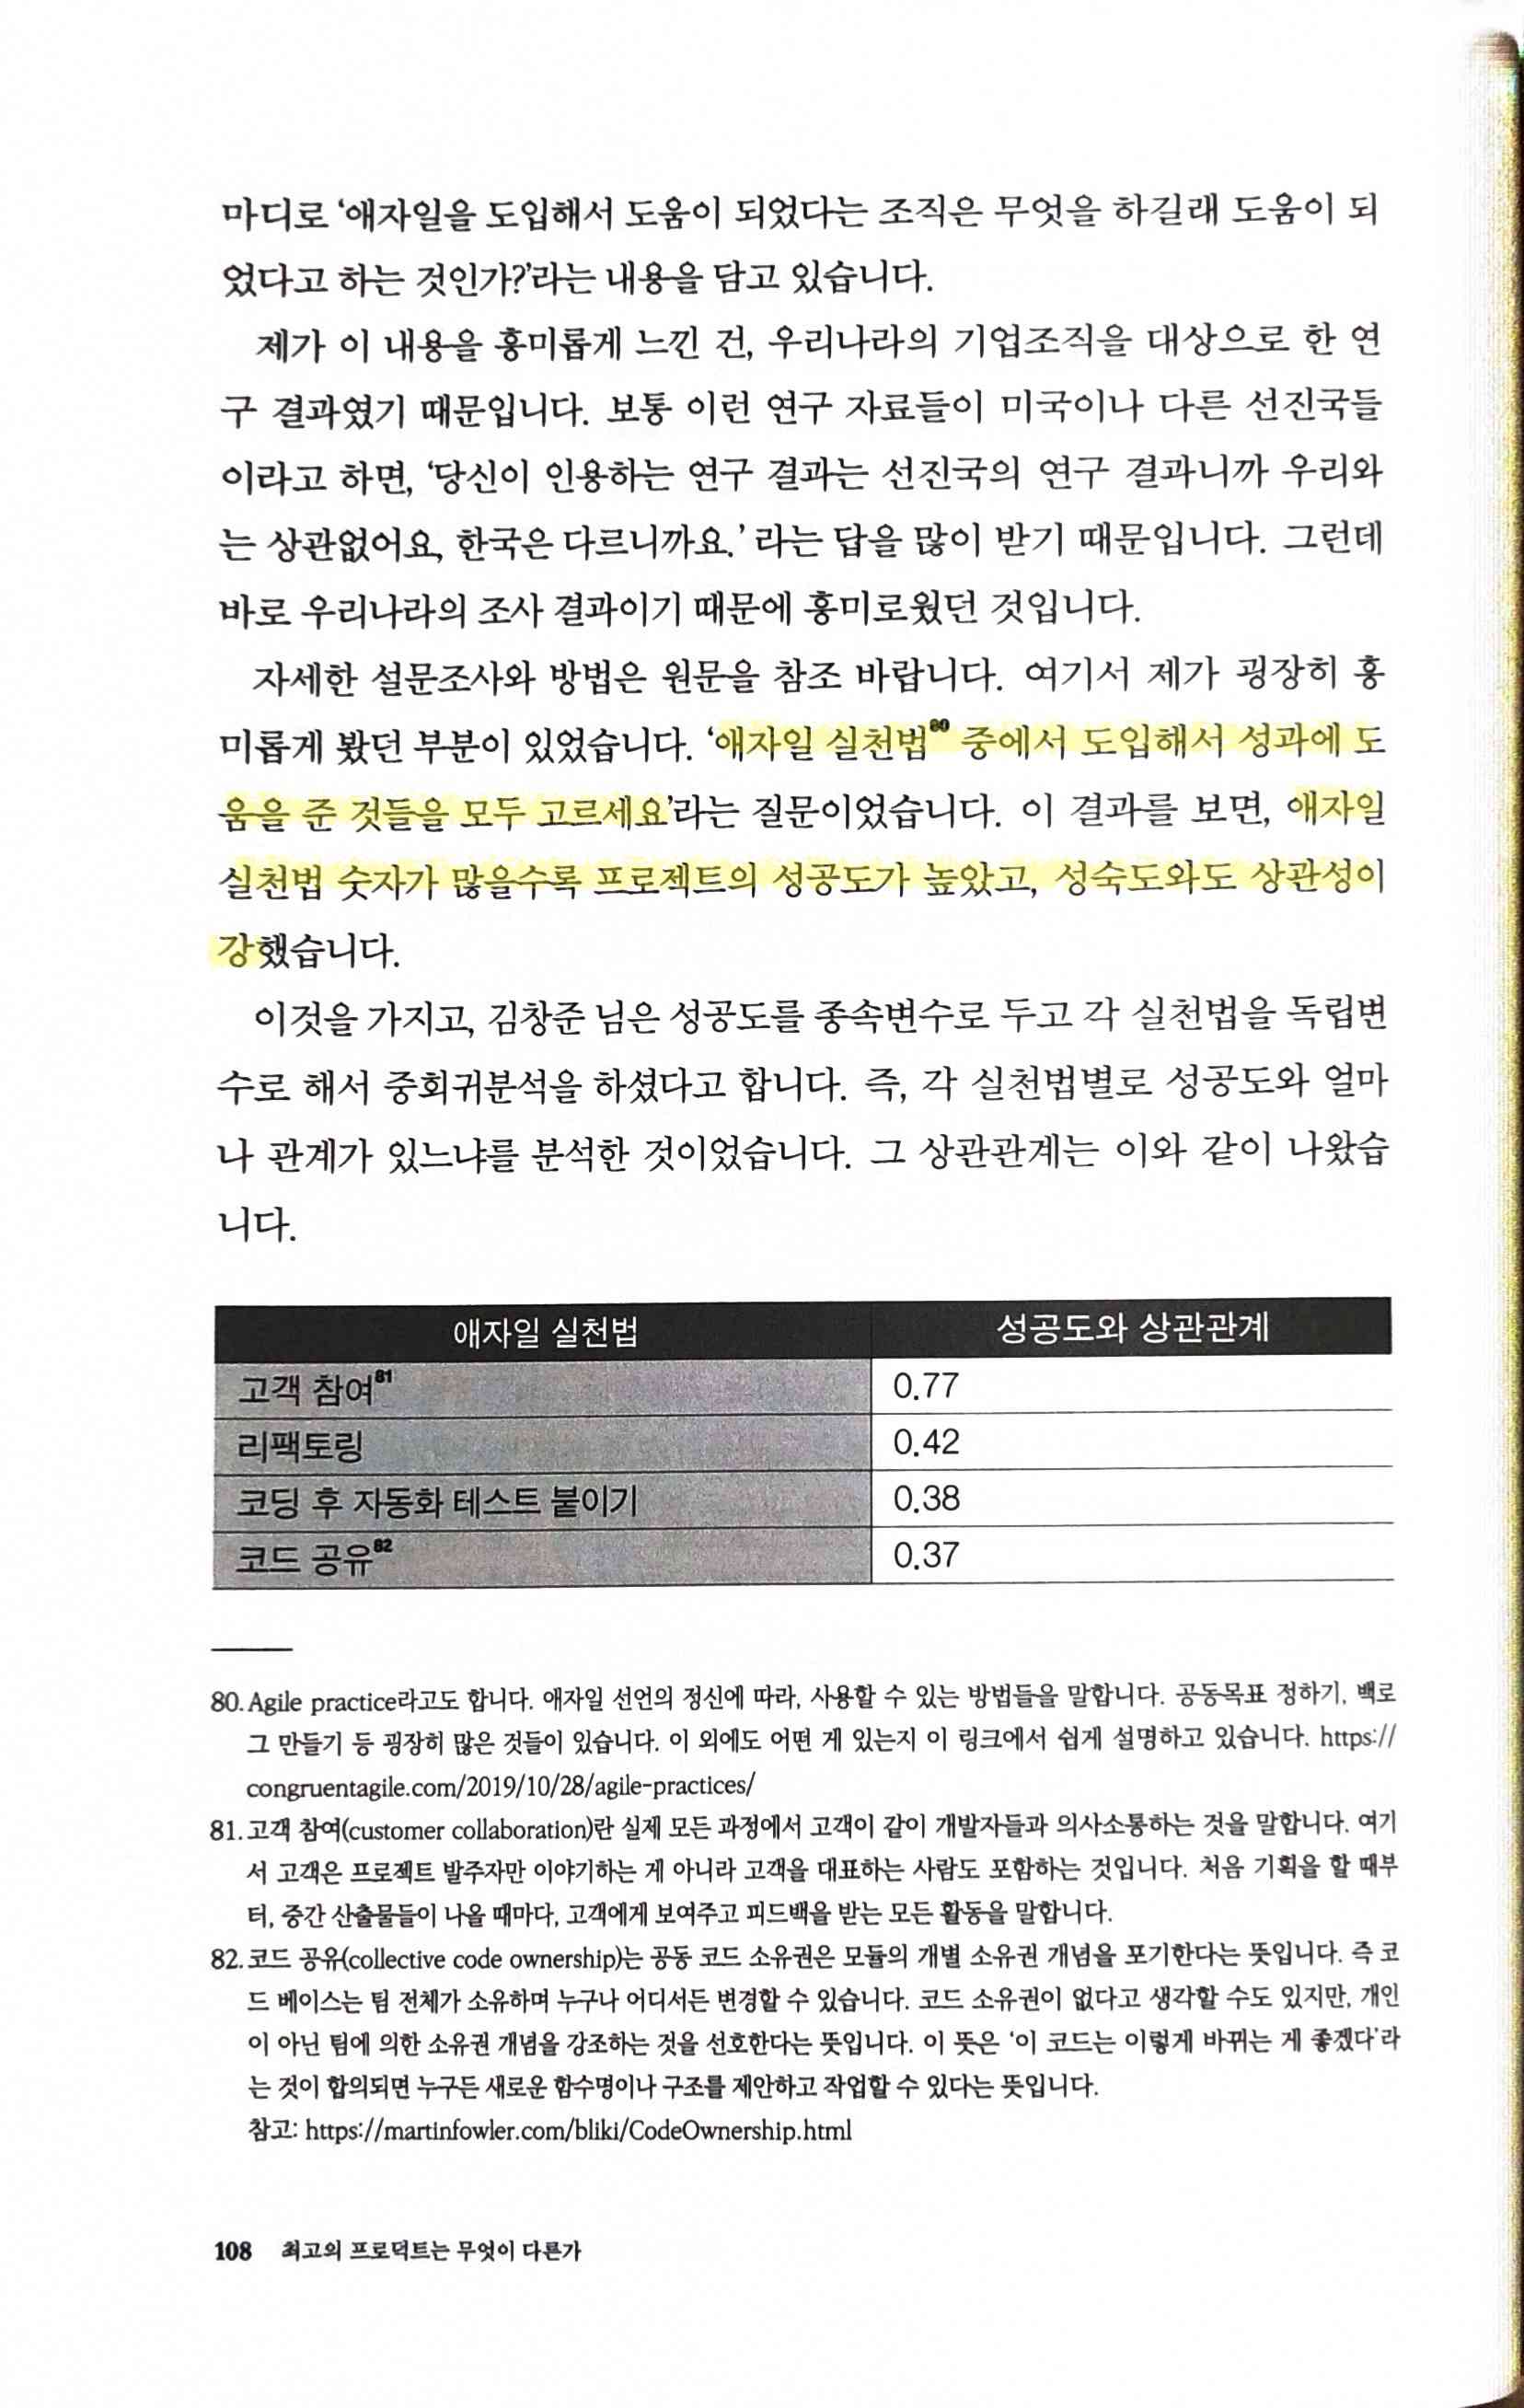 마디로 ‘애자일을 도입해서 도움이 되었다는 조직은 무엇을 하길래 도움이 되
었다고 하는 것인가?’라는 내용을 담고 있습니다.
제가 이 내용을 흥미롭게 느낀 건, 우리나라의 기업조직을 대상으로 한 연
구 결과였기 때문입니다. 보통 이런 연구 자료들이 미국이나 다른 선진국들
이라고 하면, ‘당신이 인용하는 연구 결과는 선진국의 연구 결과니까 우리와
는 상관없어요, 한국은 다르니까요.’ 라는 답을 많이 받기 때문입니다. 그런데
바로 우리나라의 조사 결과이기 때문에 흥미로웠던 것입니다.
자세한 설문조사와 방법은 원문을 참조 바랍니다. 여기서 제가 굉장히 흥
미롭게 봤던 부분이 있었습니다. ‘애자일 실천법80 중에서 도입해서 성과에 도
움을 준 것들을 모두 고르세요’라는 질문이었습니다. 이 결과를 보면, 애자일
실천법 숫자가 많을수록 프로젝트의 성공도가 높았고, 성숙도와도 상관성이
강했습니다.
이것을 가지고, 김창준 님은 성공도를 종속변수로 두고 각 실천법을 독립변
수로 해서 중회귀분석을 하셨다고 합니다. 즉, 각 실천법별로 성공도와 얼마
나 관계가 있느냐를 분석한 것이었습니다. 그 상관관계는 이와 같이 나왔습
니다.
애자일 실천법 성공도와 상관관계
고객 참여81 0.77
리팩토링 0.42
코딩 후 자동화 테스트 붙이기 0.38
코드 공유82 0.37
80. Agile practice라고도 합니다. 애자일 선언의 정신에 따라, 사용할 수 있는 방법들을 말합니다. 공동목표 정하기, 백로
그 만들기 등 굉장히 많은 것들이 있습니다. 이 외에도 어떤 게 있는지 이 링크에서 쉽게 설명하고 있습니다. https://
congruentagile.com/2019/10/28/agile-practices/
81. 고객 참여(customer collaboration)란 실제 모든 과정에서 고객이 같이 개발자들과 의사소통하는 것을 말합니다. 여기
서 고객은 프로젝트 발주자만 이야기하는 게 아니라 고객을 대표하는 사람도 포함하는 것입니다. 처음 기획을 할 때부
터, 중간 산출물들이 나올 때마다, 고객에게 보여주고 피드백을 받는 모든 활동을 말합니다.
82. 코드 공유(collective code ownership)는 공동 코드 소유권은 모듈의 개별 소유권 개념을 포기한다는 뜻입니다. 즉 코
드 베이스는 팀 전체가 소유하며 누구나 어디서든 변경할 수 있습니다. 코드 소유권이 없다고 생각할 수도 있지만, 개인
이 아닌 팀에 의한 소유권 개념을 강조하는 것을 선호한다는 뜻입니다. 이 뜻은 ‘이 코드는 이렇게 바뀌는 게 좋겠다’라
는 것이 합의되면 누구든 새로운 함수명이나 구조를 제안하고 작업할 수 있다는 뜻입니다.
참고: https://martinfowler.com/bliki/CodeOwnership.html
108 최고의 프로덕트는 무엇이 다른가